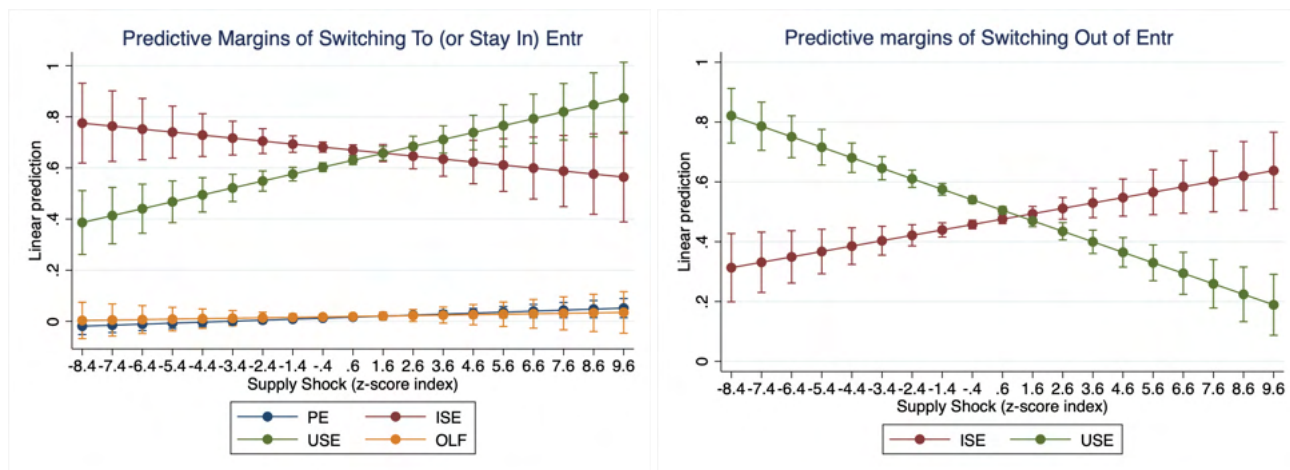 Predictive Margins of Switching To (or Stay In) Entr
Linear prediction
1
.8
.6
.4
.2
0
-8.4 -7.4 -6.4 -5.4 -4.4 -3.4 -2.4 -1.4 -.4 .6 1.6 2.6 3.6 4.6 5.6 6.6 7.6 8.6 9.6
Supply Shock (z-score index)
PE ISE
USE OLF
Predictive margins of Switching Out of Entr
Linear prediction
1
.8
.6
.4
.2
0
-8.4 -7.4 -6.4 -5.4 -4.4 -3.4 -2.4 -1.4 -.4 .6 1.6 2.6 3.6 4.6 5.6 6.6 7.6 8.6 9.6
Supply Shock (z-score index)
ISE USE